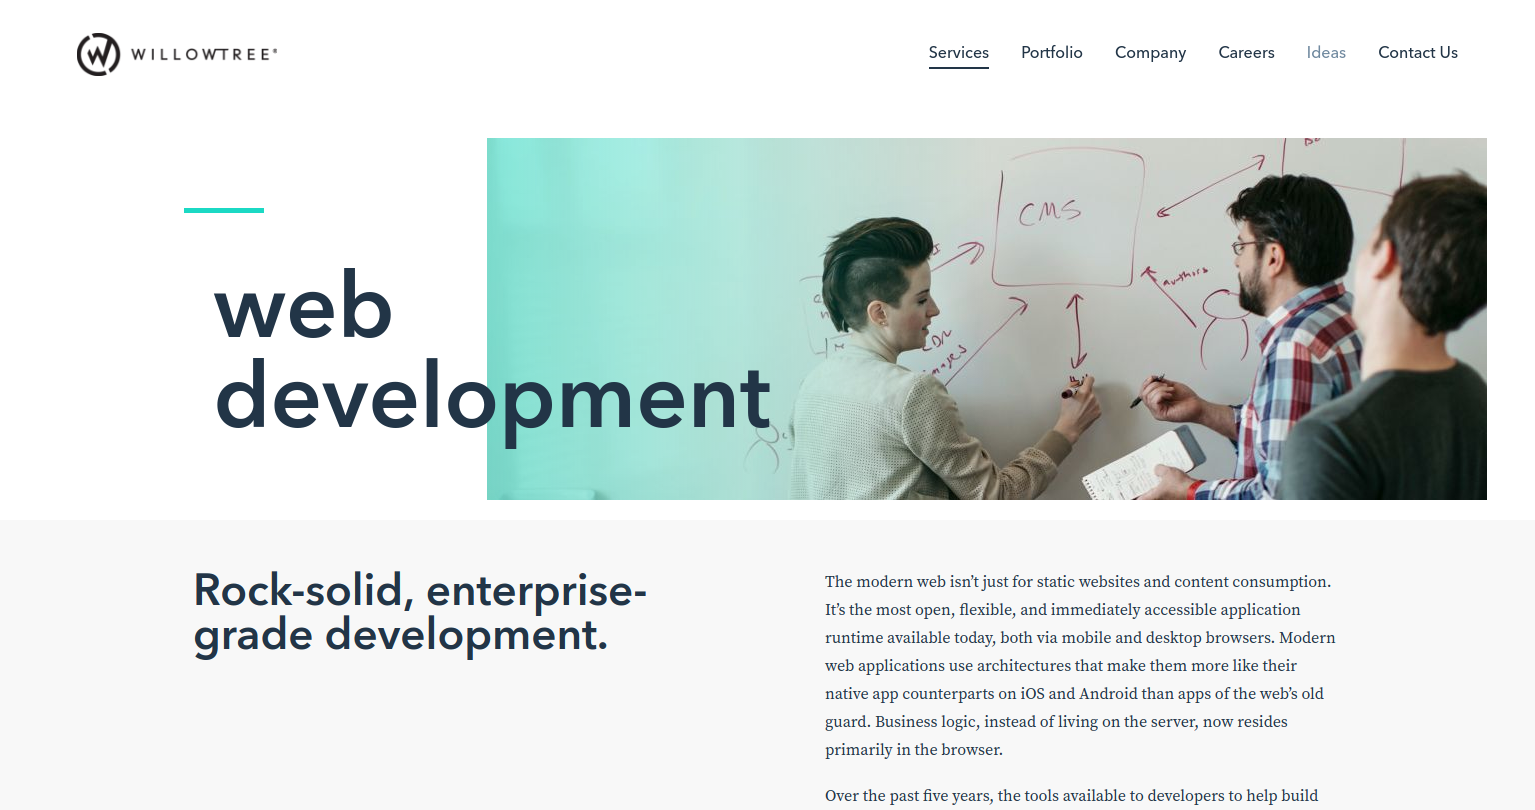 WILLOWTREE®
Services Portfolio Company Careers Ideas Contact Us
web
development
CMS
authors
CDN
images
Rock-solid, enterprise-
grade development.
The modern web isn’t just for static websites and content consumption.
It’s the most open, flexible, and immediately accessible application
runtime available today, both via mobile and desktop browsers. Modern
web applications use architectures that make them more like their
native app counterparts on iOS and Android than apps of the web’s old
guard. Business logic, instead of living on the server, now resides
primarily in the browser.
Over the past five years, the tools available to developers to help build